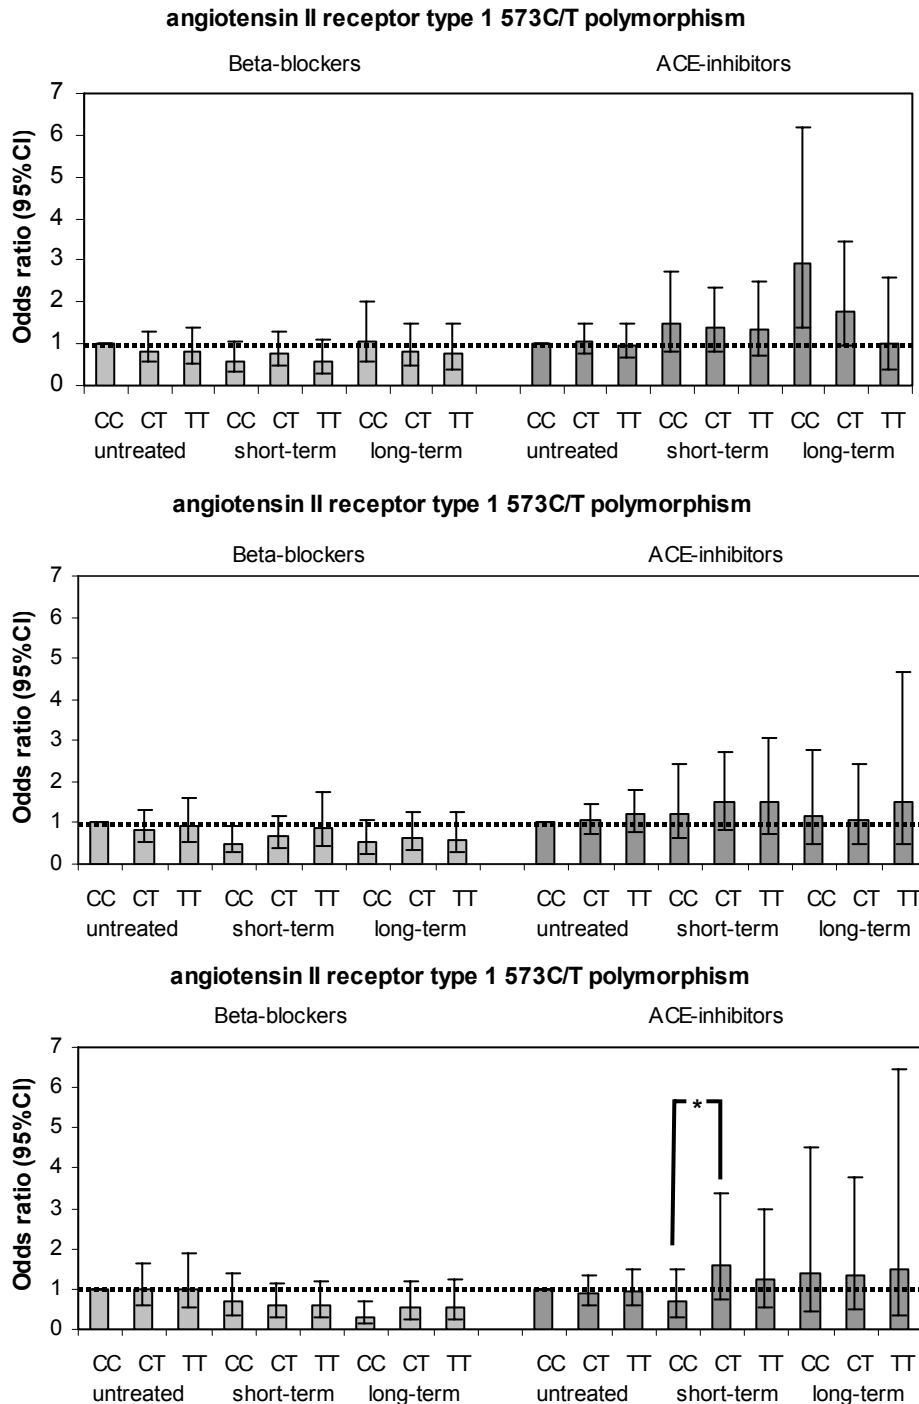 angiotensin II receptor type 1 573C/T polymorphism
Beta-blockers ACE-inhibitors
Odds ratio (95%CI)
7
6
5
4
3
2
1
0
CC CT TT CC CT TT CC CT TT CC CT TT CC CT TT CC CT TT
untreated short-term long-term untreated short-term long-term
angiotensin II receptor type 1 573C/T polymorphism
Beta-blockers ACE-inhibitors
Odds ratio (95%CI)
7
6
5
4
3
2
1
0
CC CT TT CC CT TT CC CT TT CC CT TT CC CT TT CC CT TT
untreated short-term long-term untreated short-term long-term
angiotensin II receptor type 1 573C/T polymorphism
Beta-blockers ACE-inhibitors
Odds ratio (95%CI)
7
6
5
4
3
2
1
0
*
CC CT TT CC CT TT CC CT TT CC CT TT CC CT TT CC CT TT
untreated short-term long-term untreated short-term long-term